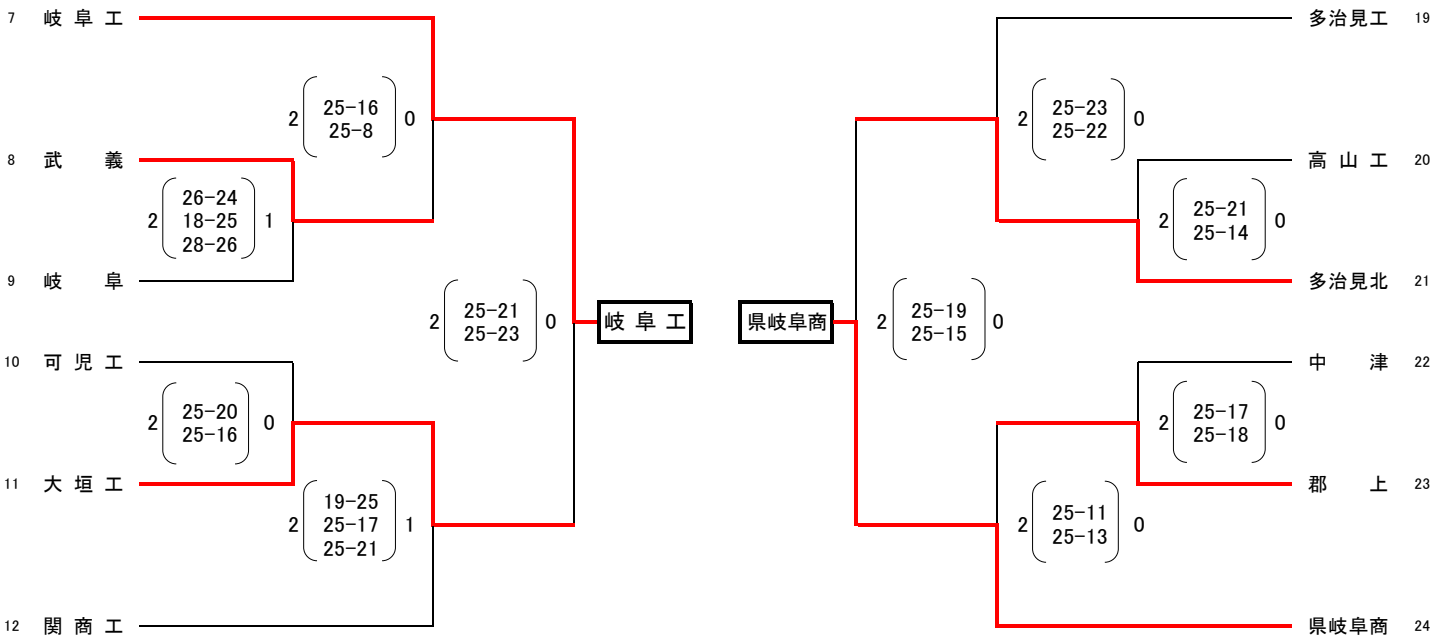 7 岐阜工
2 25-16 0
25-8
8 武義
2 26-24 1
18-25
28-26
9 岐阜
2 25-21 0
25-23
岐阜工
10 可児工
2 25-20 0
25-16
11 大垣工
2 19-25 1
25-17
25-21
12 関商工
多治見工 19
2 25-23 0
25-22
高山工 20
2 25-21 0
25-14
多治見北 21
県岐阜商
2 25-19 0
25-15
中津 22
2 25-17 0
25-18
郡上 23
2 25-11 0
25-13
県岐阜商 24